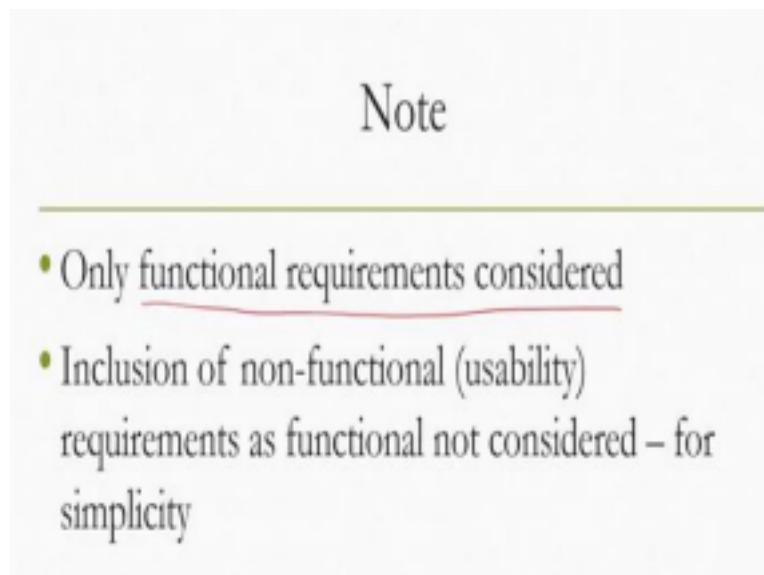 Note
Only functional requirements considered
Inclusion of non-functional (usability)
requirements as functional not considered – for
simplicity